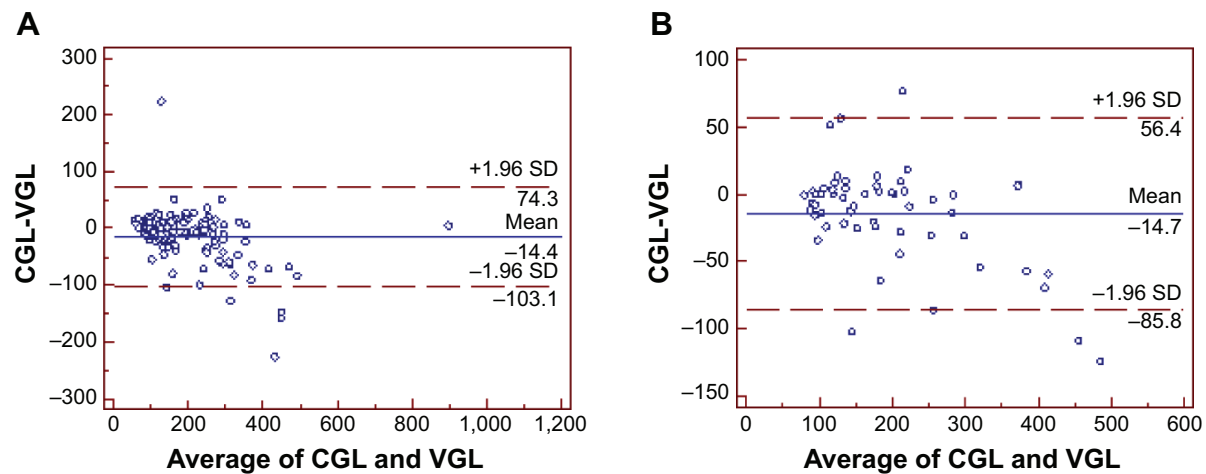 A
CGL-VGL
300
200
100
0
–100
–200
–300
+1.96 SD
74.3
Mean
–14.4
–1.96 SD
–103.1
0
200
400
600
800
1,000
1,200
Average of CGL and VGL
B
CGL-VGL
100
50
0
–50
–100
–150
+1.96 SD
56.4
Mean
–14.7
–1.96 SD
–85.8
0
100
200
300
400
500
600
Average of CGL and VGL